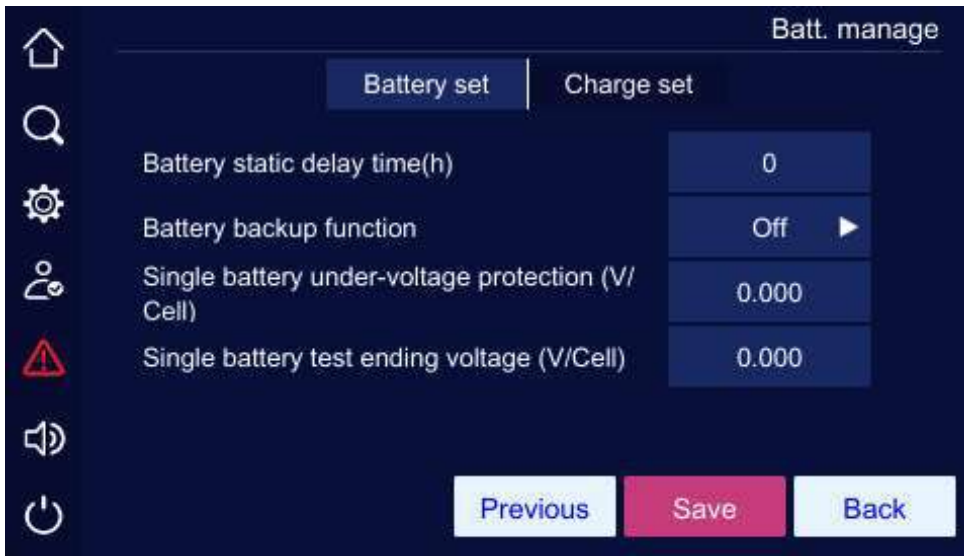 Batt. manage
Battery set
Charge set
Battery static delay time(h)
0
Battery backup function
Off
Single battery under-voltage protection (V/
Cell)
0.000
Single battery test ending voltage (V/Cell)
0.000
Previous
Save
Back